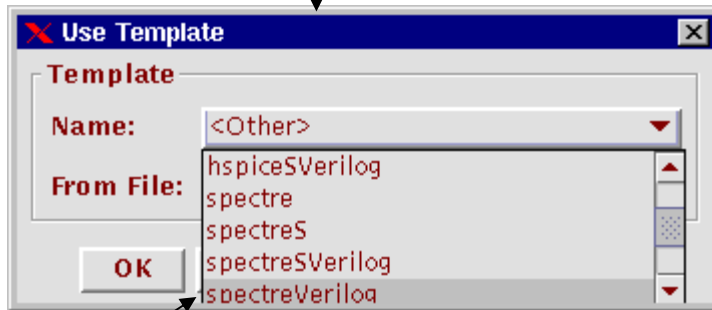 Use Template
Template
Name: <Other>
hspiceSVerilog
From File:
spectre
spectreS
OK
spectreSVerilog
spectreVerilog